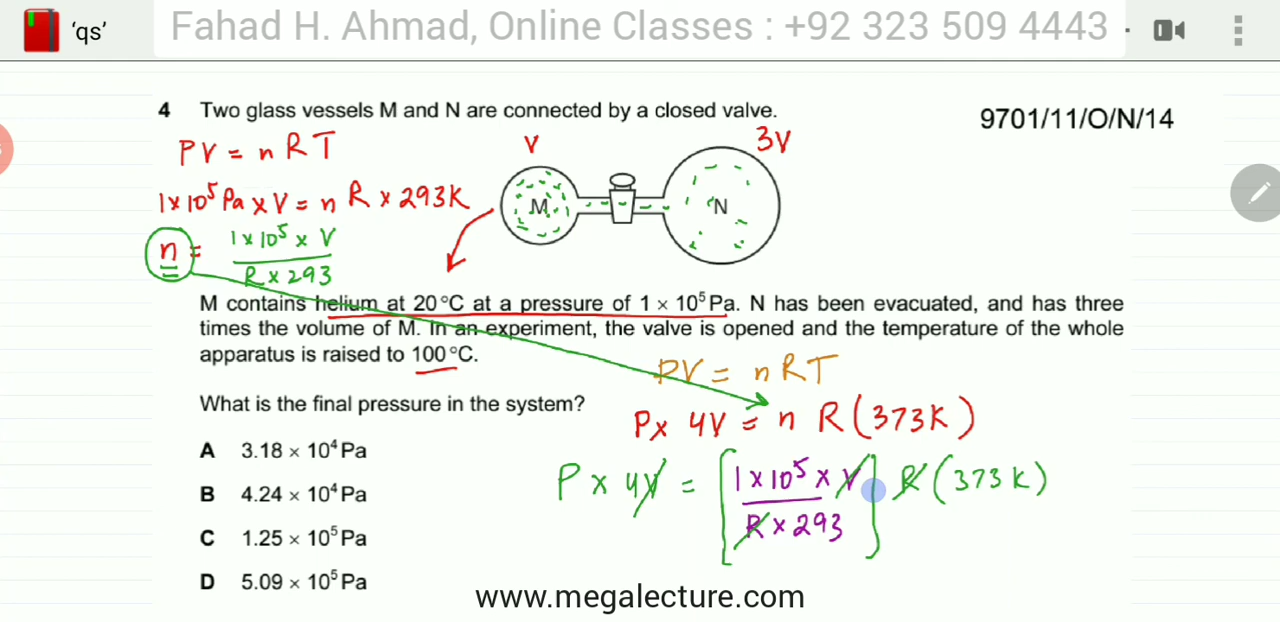 'qs'
Fahad H. Ahmad, Online Classes : +92 323 509 4443
4 Two glass vessels M and N are connected by a closed valve.
9701/11/O/N/14
PV = nRT
V
3V
1×10⁵ Pa × V = n R × 293K
M
N
n = 1×10⁵ × V
R × 293
M contains helium at 20°C at a pressure of 1 × 10⁵ Pa. N has been evacuated, and has three
times the volume of M. In an experiment, the valve is opened and the temperature of the whole
apparatus is raised to 100°C.
PV = nRT
What is the final pressure in the system?
P× 4V = n R (373K)
A 3.18 × 10⁴ Pa
P × 4V = [1×10⁵ × V
R × 293] R (373K)
B 4.24 × 10⁴ Pa
C 1.25 × 10⁵ Pa
D 5.09 × 10⁵ Pa
www.megalecture.com